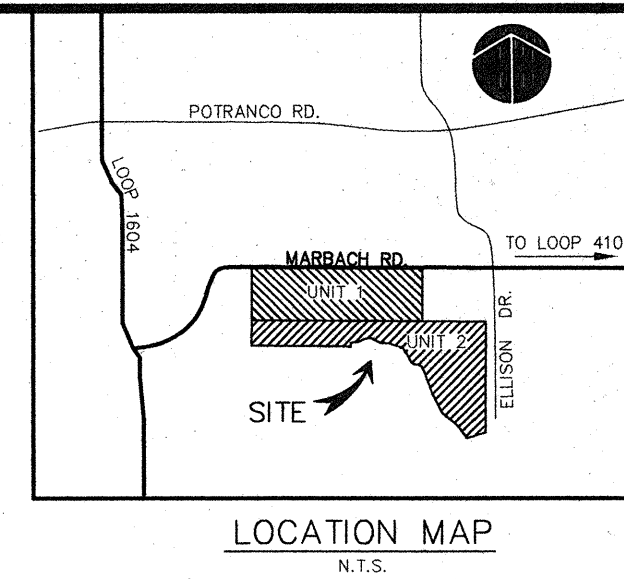 POTRANCO RD.
LOOP 1604
MARBACH RD.
TO LOOP 410
UNIT 1
UNIT 2
ELLISON DR.
SITE
LOCATION MAP
N.T.S.